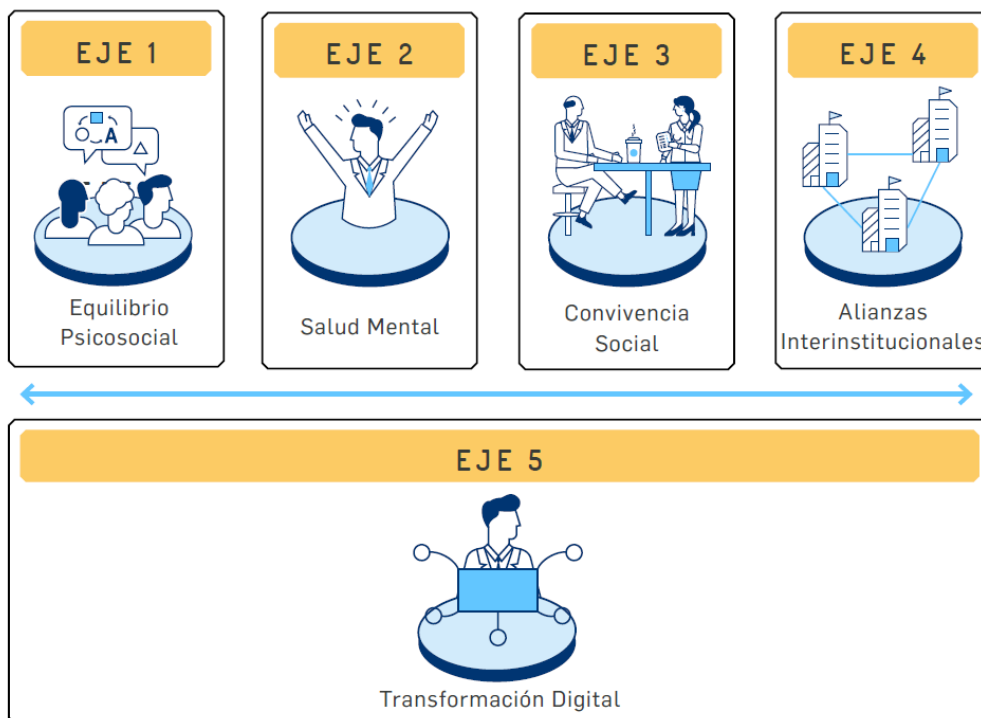 EJE 1
EJE 2
EJE 3
EJE 4
A
Equilibrio
Psicosocial
Salud Mental
Convivencia
Social
Alianzas
Interinstitucionales
EJE 5
Transformación Digital